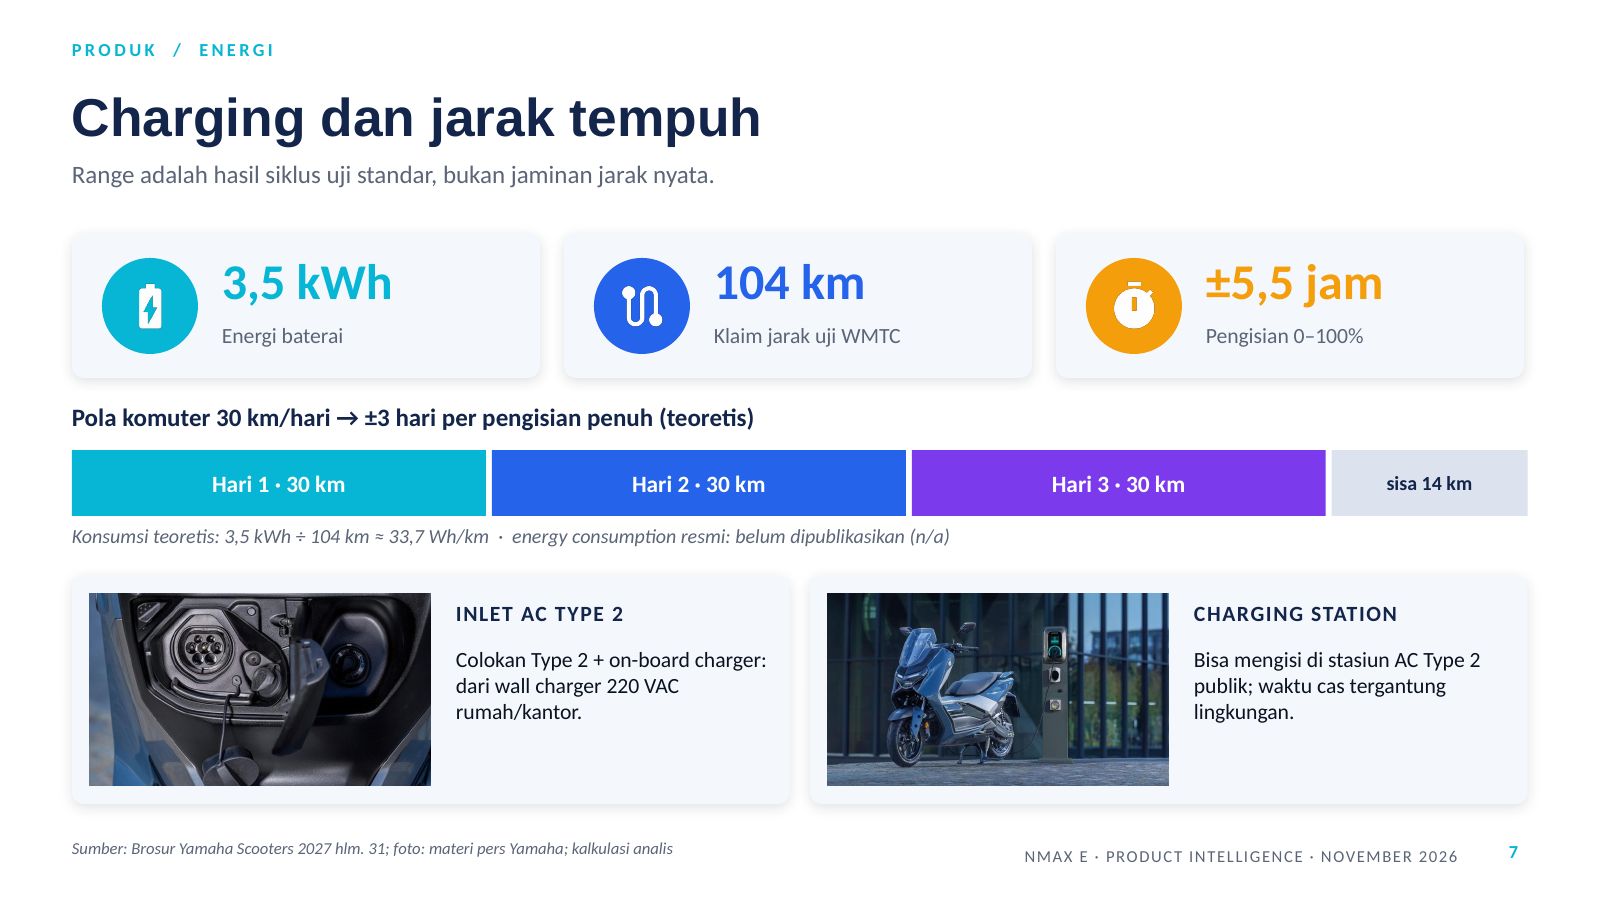 PRODUK / ENERGI
Charging dan jarak tempuh
Range adalah hasil siklus uji standar, bukan jaminan jarak nyata.
3,5 kWh
Energi baterai
104 km
Klaim jarak uji WMTC
±5,5 jam
Pengisian 0–100%
Pola komuter 30 km/hari → ±3 hari per pengisian penuh (teoretis)
Hari 1 · 30 km
Hari 2 · 30 km
Hari 3 · 30 km
sisa 14 km
Konsumsi teoretis: 3,5 kWh ÷ 104 km ≈ 33,7 Wh/km · energy consumption resmi: belum dipublikasikan (n/a)
INLET AC TYPE 2
Colokan Type 2 + on-board charger:
dari wall charger 220 VAC
rumah/kantor.
CHARGING STATION
Bisa mengisi di stasiun AC Type 2
publik; waktu cas tergantung
lingkungan.
Sumber: Brosur Yamaha Scooters 2027 hlm. 31; foto: materi pers Yamaha; kalkulasi analis
NMAX E · PRODUCT INTELLIGENCE · NOVEMBER 2026
7